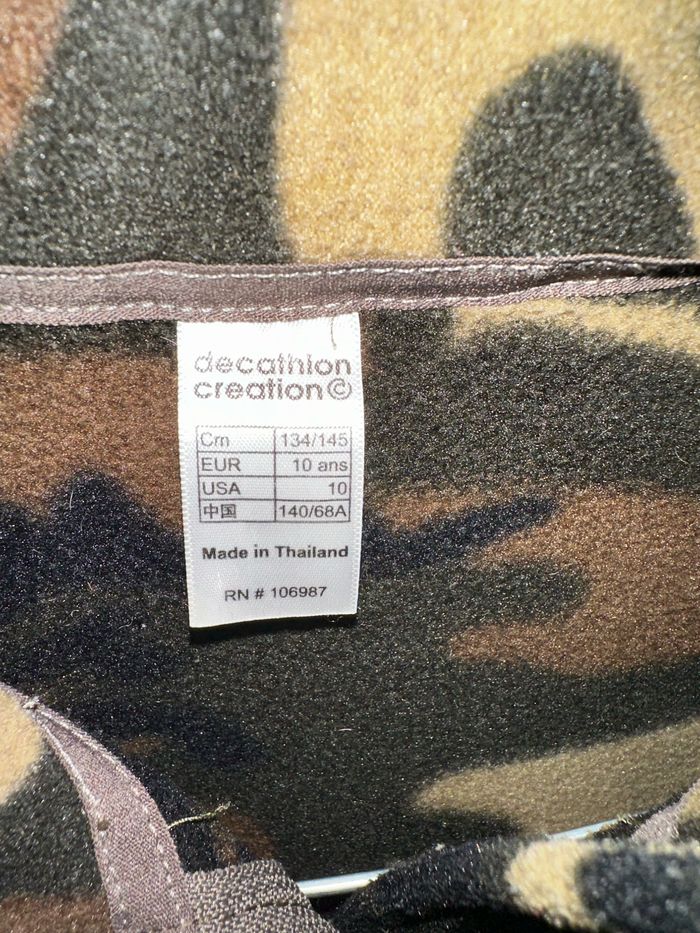 decathlon
creation©
Cm 134/145
EUR 10 ans
USA 10
中国 140/68A
Made in Thailand
RN # 106987